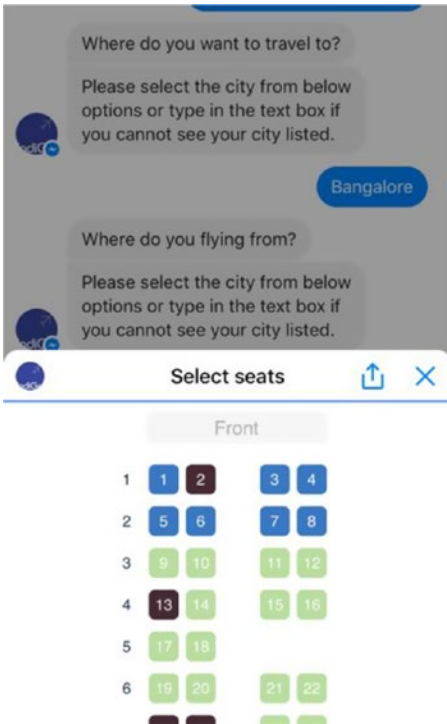 Where do you want to travel to?
Please select the city from below
options or type in the text box if
you cannot see your city listed.
Bangalore
Where do you flying from?
Please select the city from below
options or type in the text box if
you cannot see your city listed.
Select seats
Front
1 1 2 3 4
2 5 6 7 8
3 9 10 11 12
4 13 14 15 16
5 17 18
6 19 20 21 22